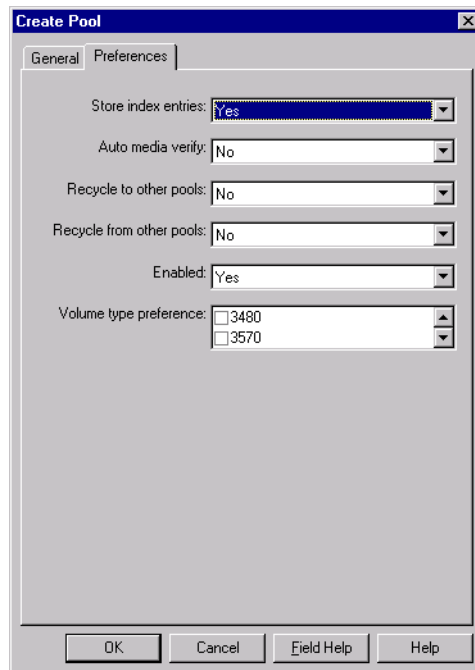 Create Pool
General Preferences
Store index entries: Yes
Auto media verify: No
Recycle to other pools: No
Recycle from other pools: No
Enabled: Yes
Volume type preference: 3480
3570
OK Cancel Field Help Help